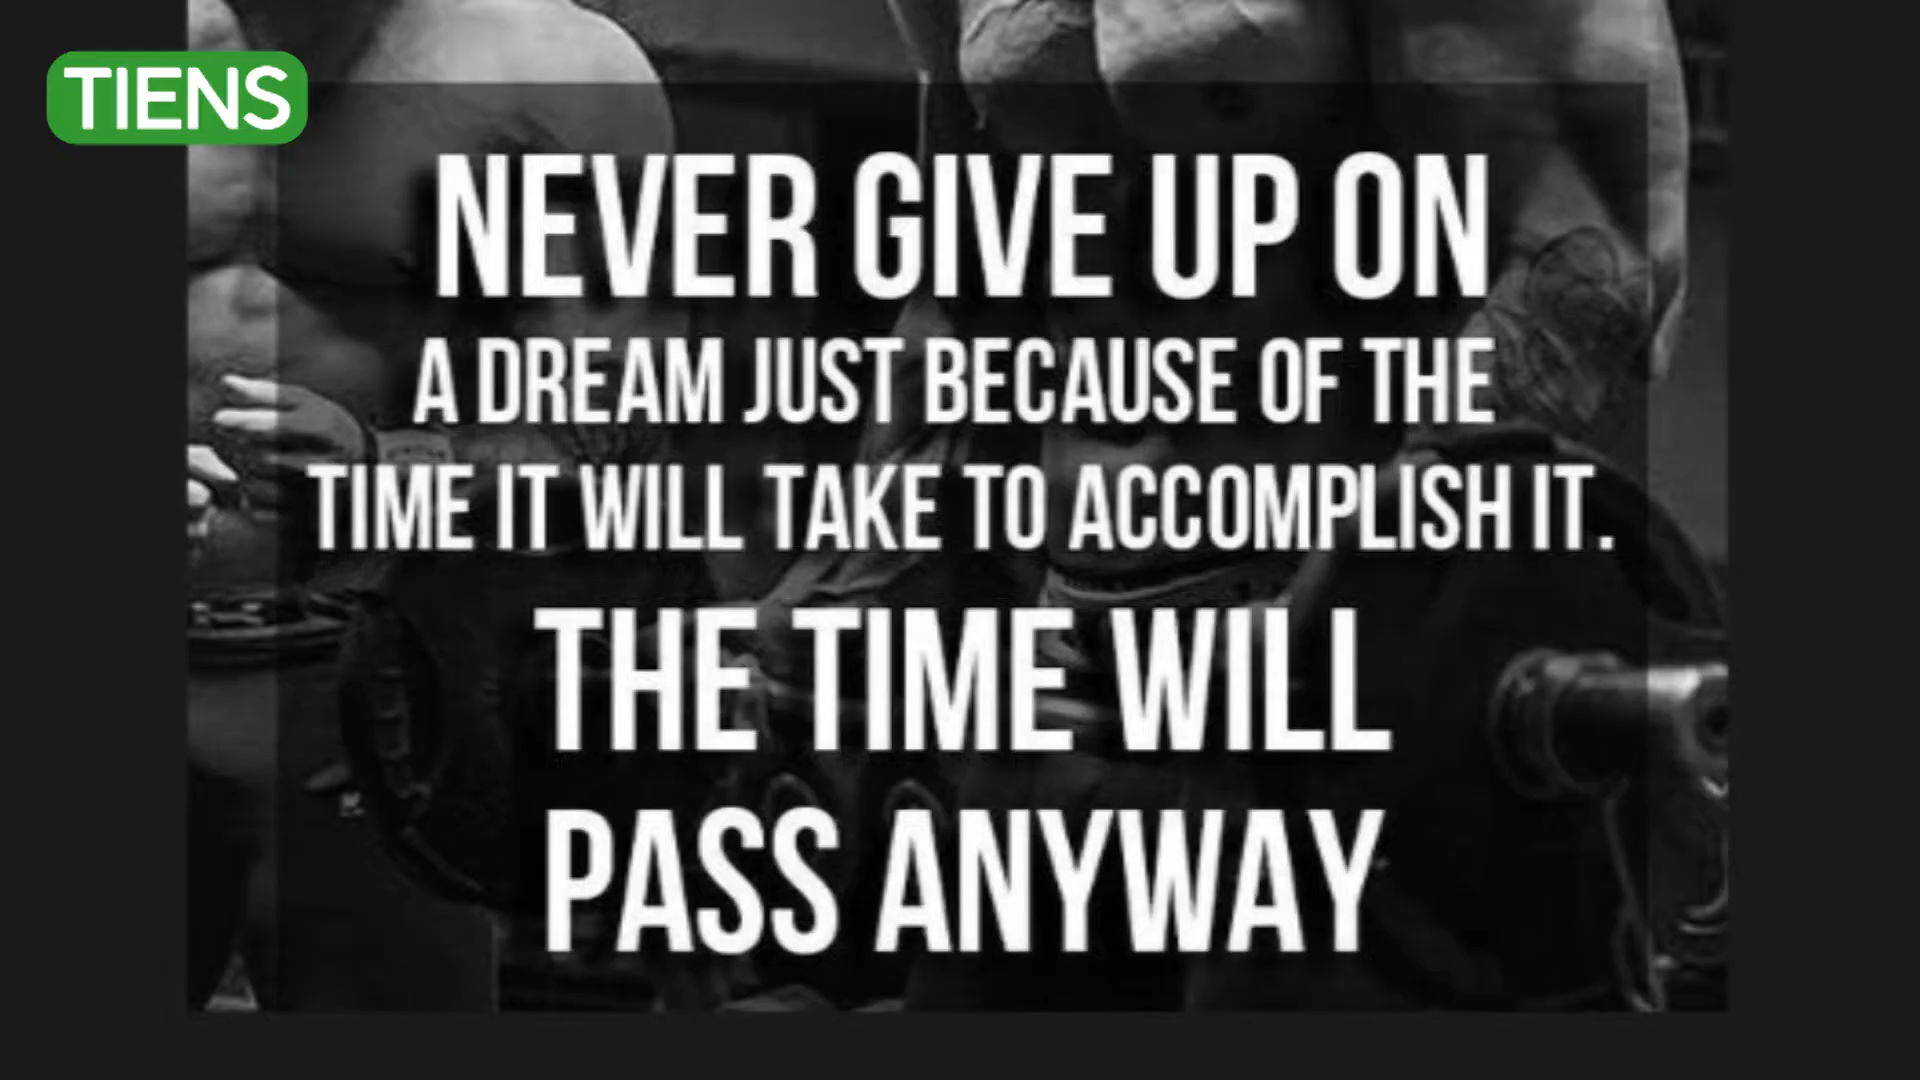 TIENS
NEVER GIVE UP ON
A DREAM JUST BECAUSE OF THE
TIME IT WILL TAKE TO ACCOMPLISH IT.
THE TIME WILL
PASS ANYWAY